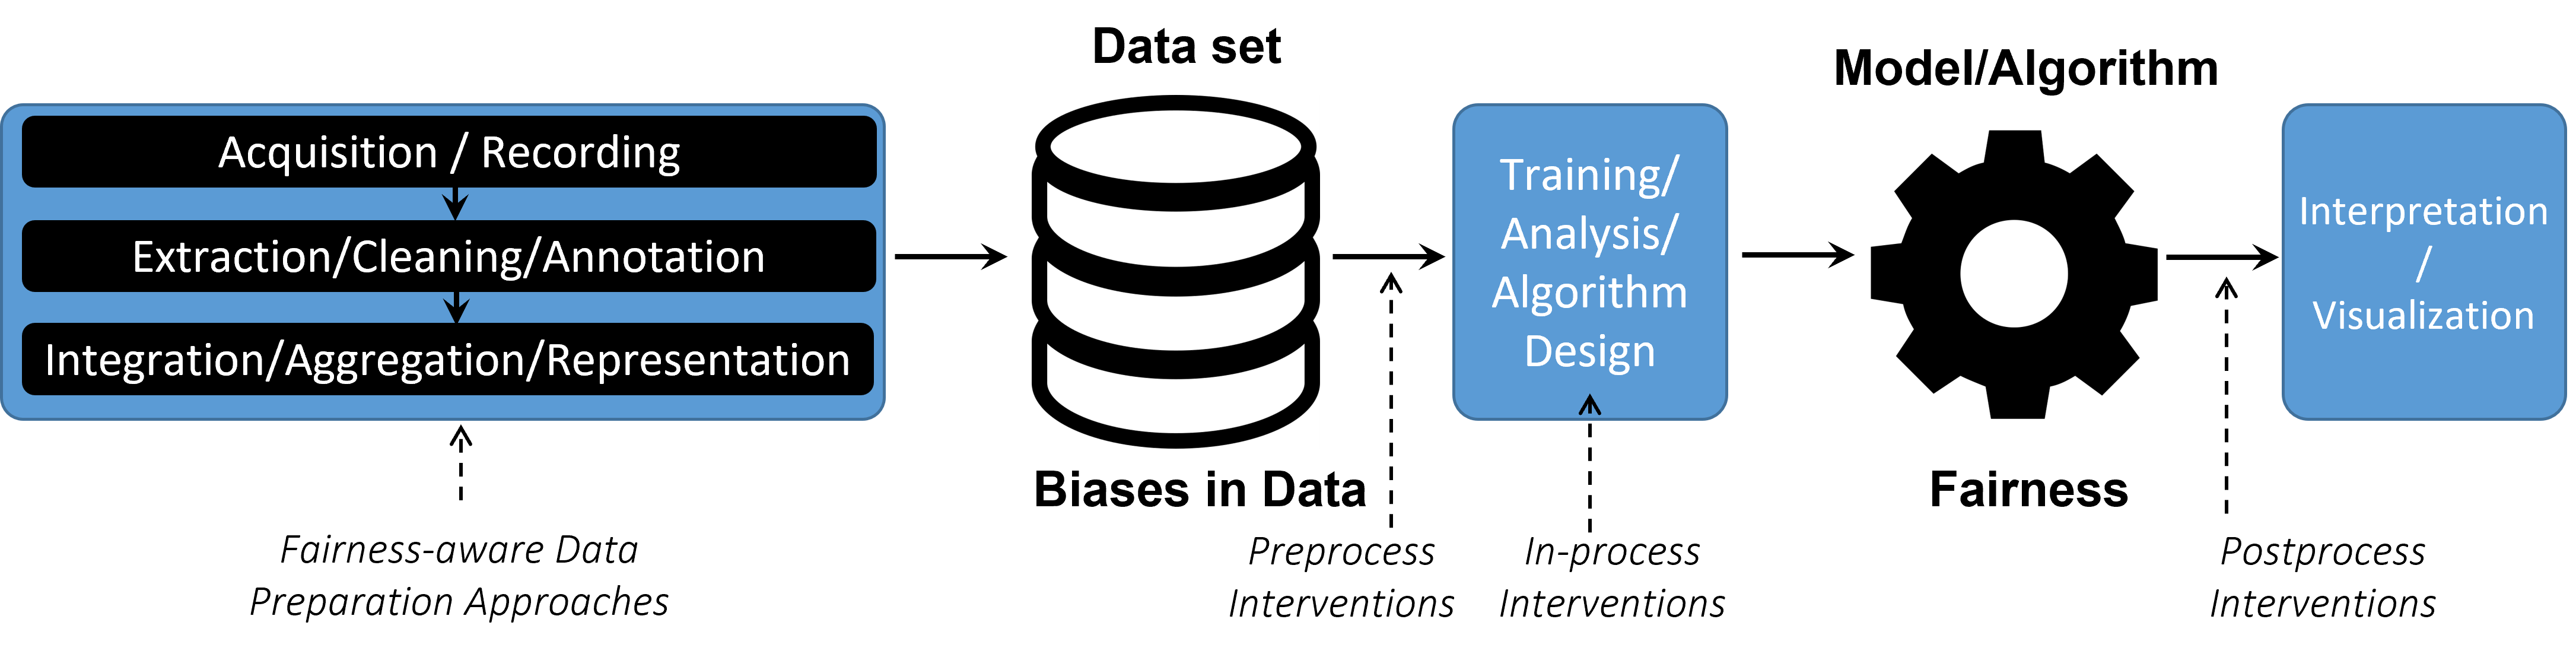 Data set
Model/Algorithm
Acquisition / Recording
Extraction/Cleaning/Annotation
Integration/Aggregation/Representation
Training/
Analysis/
Algorithm
Design
Interpretation
/
Visualization
Biases in Data
Fairness
Fairness-aware Data
Preparation Approaches
Preprocess
Interventions
In-process
Interventions
Postprocess
Interventions